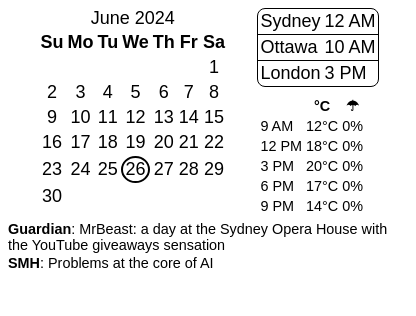 June 2024
Su Mo Tu We Th Fr Sa
1
2 3 4 5 6 7 8
9 10 11 12 13 14 15
16 17 18 19 20 21 22
23 24 25 26 27 28 29
30
Sydney 12 AM
Ottawa 10 AM
London 3 PM
°C ☂
9 AM 12°C 0%
12 PM 18°C 0%
3 PM 20°C 0%
6 PM 17°C 0%
9 PM 14°C 0%
Guardian: MrBeast: a day at the Sydney Opera House with
the YouTube giveaways sensation
SMH: Problems at the core of AI